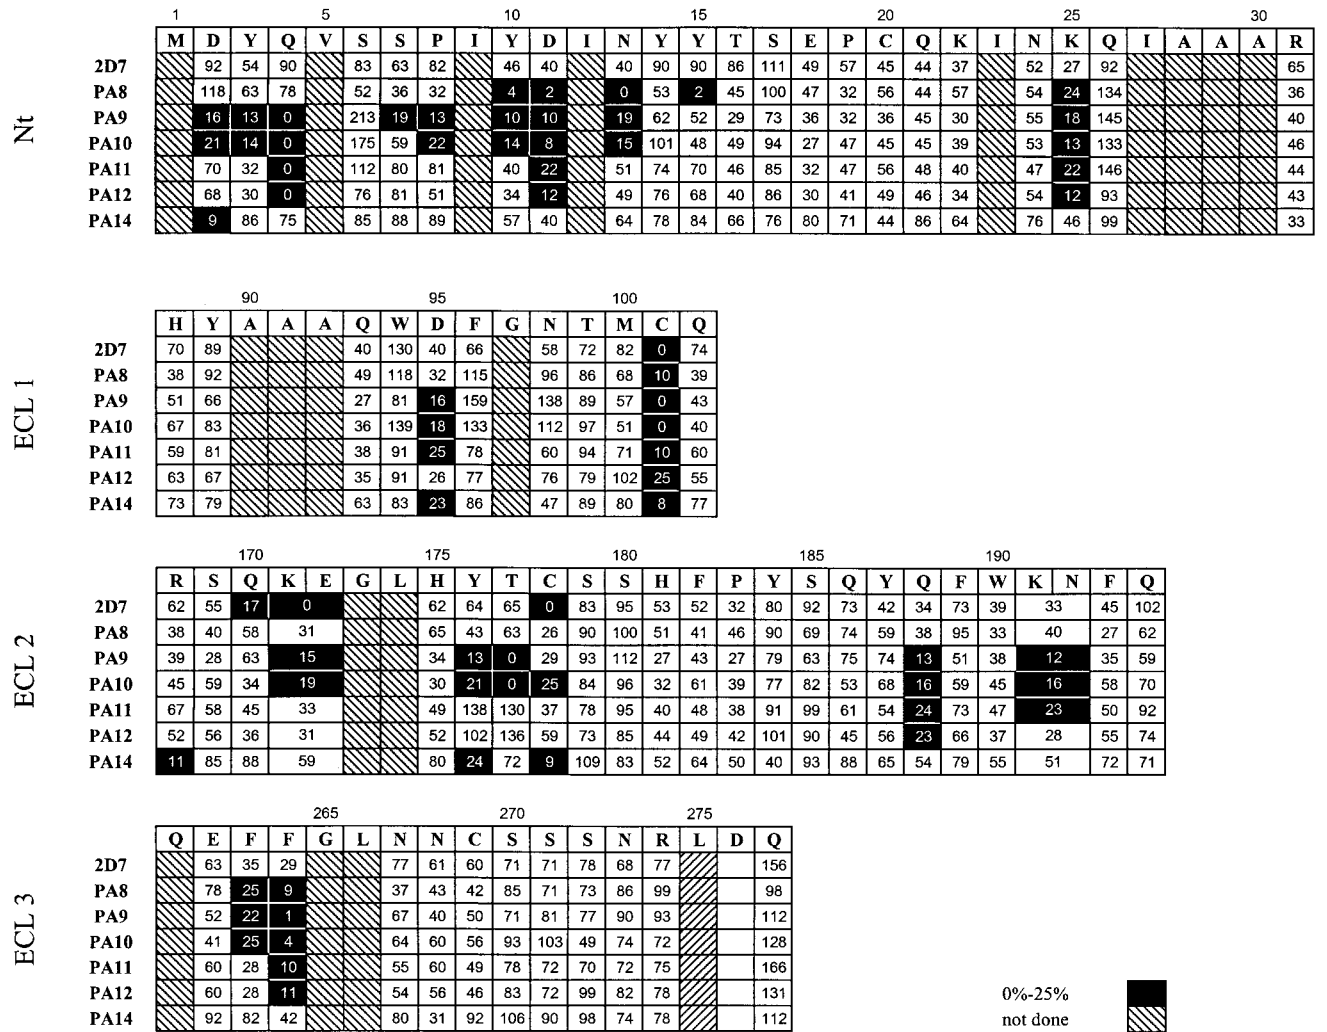 1 5 10 15 20 25 30
M D Y Q V S S P I Y D I N Y Y T S E P C Q K I N K Q I A A A R
Nt
2D7 92 54 90 83 63 82 46 40 40 90 90 86 111 49 57 45 44 37 52 27 92 65
PA8 118 63 78 52 36 32 4 2 0 53 2 45 100 47 32 56 44 57 54 24 134 36
PA9 16 13 0 213 19 13 10 10 19 62 52 29 73 36 32 36 45 30 55 18 145 40
PA10 21 14 0 175 59 22 14 8 15 101 48 49 94 27 47 45 45 39 53 13 133 46
PA11 70 32 0 112 80 81 40 22 51 74 70 46 85 32 47 56 48 40 47 22 146 44
PA12 68 30 0 76 81 51 34 12 49 76 68 40 86 30 41 49 46 34 54 12 93 43
PA14 9 86 75 85 88 89 57 40 64 78 84 66 76 80 71 44 86 64 76 46 99 33
90 95 100
H Y A A A Q W D F G N T M C Q
ECL 1
2D7 70 89 40 130 40 66 58 72 82 0 74
PA8 38 92 49 118 32 115 96 86 68 10 39
PA9 51 66 27 81 16 159 138 89 57 0 43
PA10 67 83 36 139 18 133 112 97 51 0 40
PA11 59 81 38 91 25 78 60 94 71 10 60
PA12 63 67 35 91 26 77 76 79 102 25 55
PA14 73 79 63 83 23 86 47 89 80 8 77
170 175 180 185 190
R S Q K E G L H Y T C S S H F P Y S Q Y Q F W K N F Q
ECL 2
2D7 62 55 17 0 62 64 65 0 83 95 53 52 32 80 92 73 42 34 73 39 33 45 102
PA8 38 40 58 31 65 43 63 26 90 100 51 41 46 90 69 74 59 38 95 33 40 27 62
PA9 39 28 63 15 34 13 0 29 93 112 27 43 27 79 63 75 74 13 51 38 12 35 59
PA10 45 59 34 19 30 21 0 25 84 96 32 61 39 77 82 53 68 16 59 45 16 58 70
PA11 67 58 45 33 49 138 130 37 78 95 40 48 38 91 99 61 54 24 73 47 23 50 92
PA12 52 56 36 31 52 102 136 59 73 85 44 49 42 101 90 45 56 23 66 37 28 55 74
PA14 11 85 88 59 80 24 72 9 109 83 52 64 50 40 93 88 65 54 79 55 51 72 71
265 270 275
Q E F F G L N N C S S S N R L D Q
ECL 3
2D7 63 35 29 77 61 60 71 71 78 68 77 156
PA8 78 25 9 37 43 42 85 71 73 86 99 98
PA9 52 22 1 67 40 50 71 81 77 90 93 112
PA10 41 25 4 64 60 56 93 103 49 74 72 128
PA11 60 28 10 55 60 49 78 72 70 72 75 166
PA12 60 28 11 54 56 46 83 72 99 82 78 131
PA14 92 82 42 80 31 92 106 90 98 74 78 112
0%-25%
not done